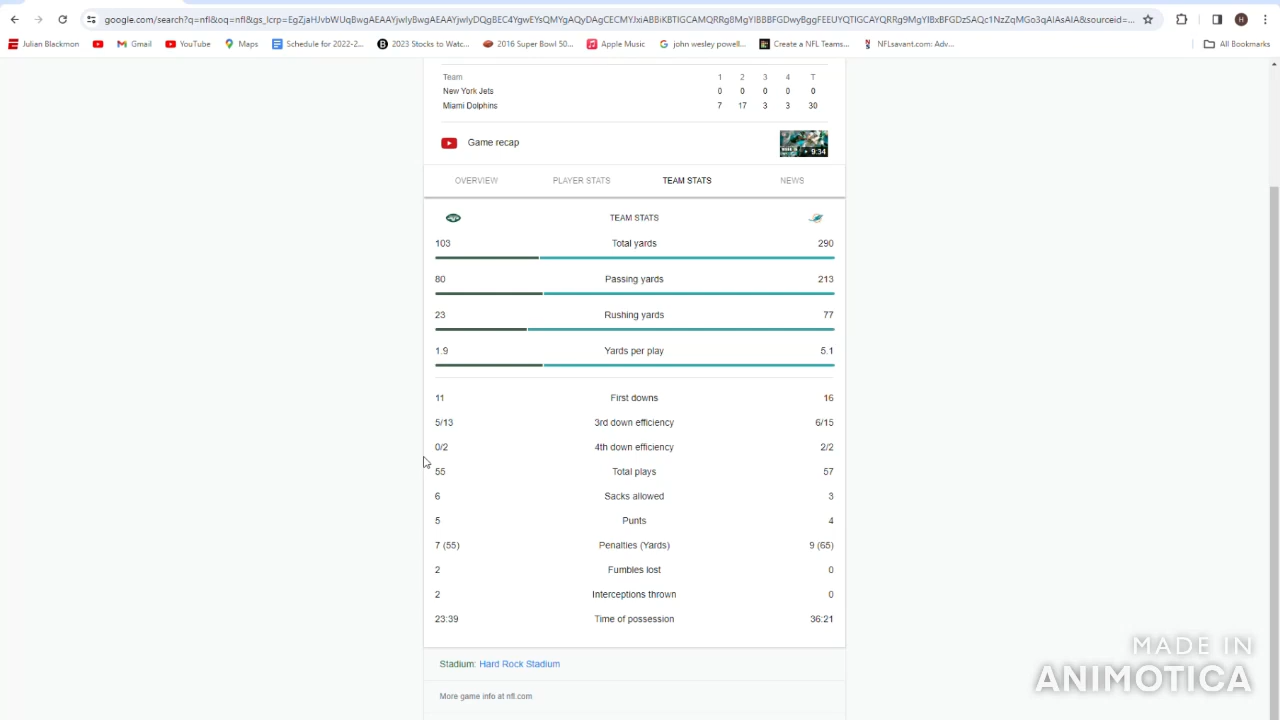 google.com/search?q=nfl&oq=nfl&gs_lcrp=
Julian Blackmon Gmail YouTube Maps Schedule for 2022-2... 2023 Stocks to Watc... 2016 Super Bowl 50... Apple Music john wesley powell... Create a NFL Teams... NFLsavant.com: Adv... All Bookmarks
Team 1 2 3 4 T
New York Jets 0 0 0 0 0
Miami Dolphins 7 17 3 3 30
Game recap 9:34
OVERVIEW PLAYER STATS TEAM STATS NEWS
TEAM STATS
103 Total yards 290
80 Passing yards 213
23 Rushing yards 77
1.9 Yards per play 5.1
11 First downs 16
5/13 3rd down efficiency 6/15
0/2 4th down efficiency 2/2
55 Total plays 57
6 Sacks allowed 3
5 Punts 4
7 (55) Penalties (Yards) 9 (65)
2 Fumbles lost 0
2 Interceptions thrown 0
23:39 Time of possession 36:21
Stadium: Hard Rock Stadium
More game info at nfl.com
MADE IN
ANIMOTICA